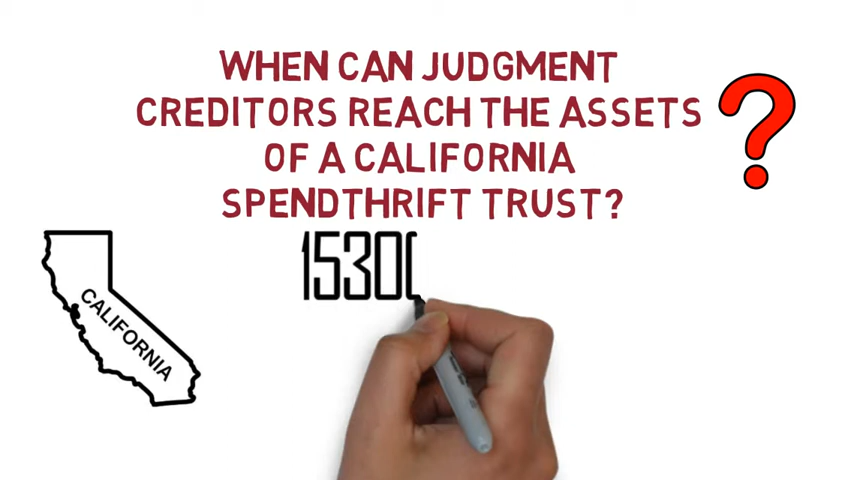 WHEN CAN JUDGMENT
CREDITORS REACH THE ASSETS
OF A CALIFORNIA
SPENDTHRIFT TRUST?
?
CALIFORNIA
1530